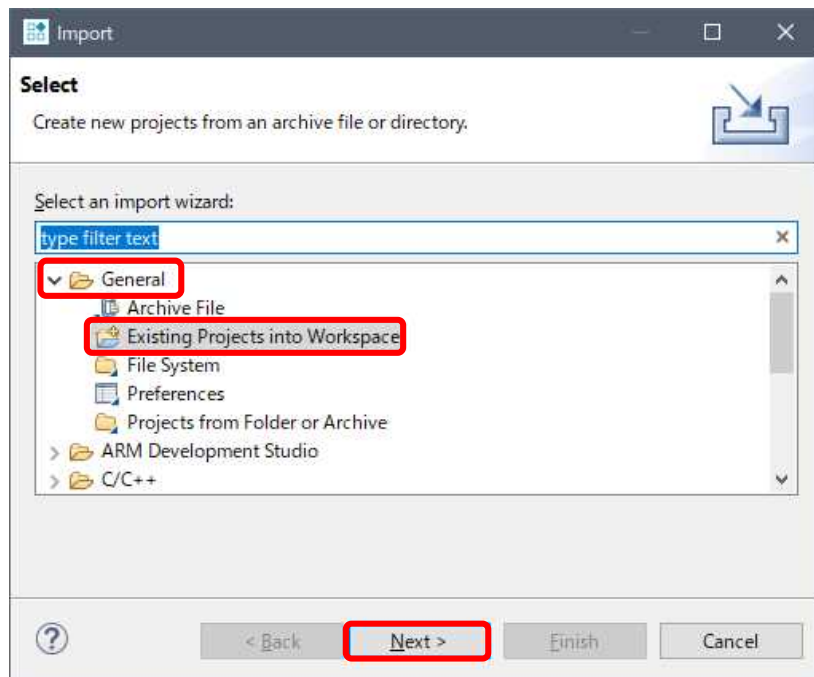 Import
Select
Create new projects from an archive file or directory.
Select an import wizard:
type filter text
General
Archive File
Existing Projects into Workspace
File System
Preferences
Projects from Folder or Archive
ARM Development Studio
C/C++
< Back Next > Finish Cancel